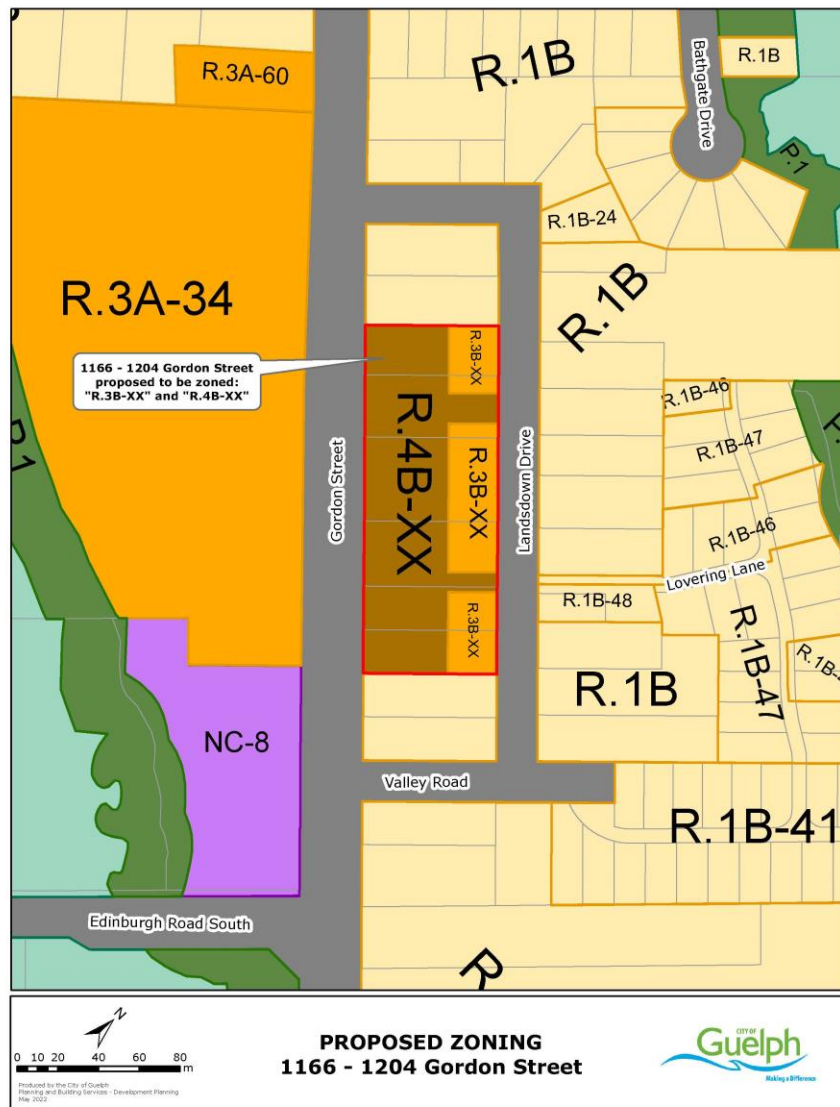 R.3A-60
R.1B
Bathgate Drive
R.1B
P.1
R.1B-24
R.3A-34
R.1B
1166 - 1204 Gordon Street
proposed to be zoned:
"R.3B-XX" and "R.4B-XX"
R.3B-XX
R.4B-XX
R.3B-XX
R.3B-XX
Gordon Street
Landsdown Drive
R.1B-46
R.1B-47
R.1B-46
Lovering Lane
R.1B-48
R.1B-47
R.1B
P.1
NC-8
Valley Road
R.1B-41
Edinburgh Road South
R
N
0 10 20 40 60 80
m
Produced by the City of Guelph
Planning and Building Services - Development Planning
May 2022
PROPOSED ZONING
1166 - 1204 Gordon Street
CITY OF
Guelph
Making a Difference